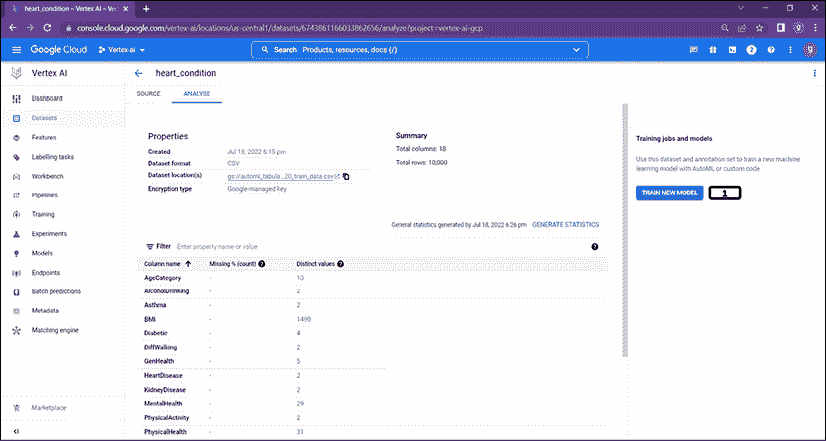 heart_condition – Vertex AI –
console.cloud.google.com/vertex-ai/locations/us-central1/datasets/6743861166033862656/analyze?project=vertex-ai-gcp
Google Cloud
Vertex-ai
Search Products, resources, docs (/)
2
g
Vertex AI
heart_condition
SOURCE
ANALYSE
Dashboard
Datasets
Features
Labelling tasks
Workbench
Pipelines
Training
Experiments
Models
Endpoints
Batch predictions
Metadata
Matching engine
Marketplace
Properties
Created Jul 18, 2022 6:15 pm
Dataset format CSV
Dataset location(s) gs://automl_tabula...20_train_data.csv
Encryption type Google-managed key
Summary
Total columns: 18
Total rows: 10,000
General statistics generated by Jul 18, 2022 6:26 pm GENERATE STATISTICS
Filter Enter property name or value
Column name Missing % (count) Distinct values
AgeCategory - 13
AlcoholDrinking - 2
Asthma - 2
BMI - 1490
Diabetic - 4
DiffWalking - 2
GenHealth - 5
HeartDisease - 2
KidneyDisease - 2
MentalHealth - 29
PhysicalActivity - 2
PhysicalHealth - 31
Training jobs and models
Use this dataset and annotation set to train a new machine
learning model with AutoML or custom code
TRAIN NEW MODEL
1